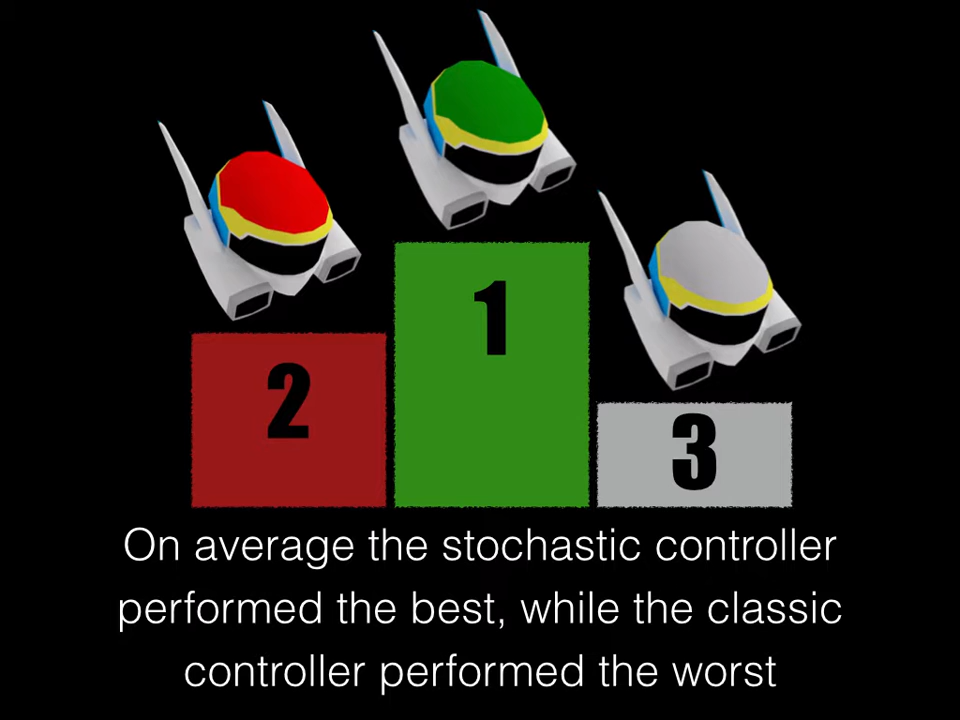 1
2
3
On average the stochastic controller
performed the best, while the classic
controller performed the worst